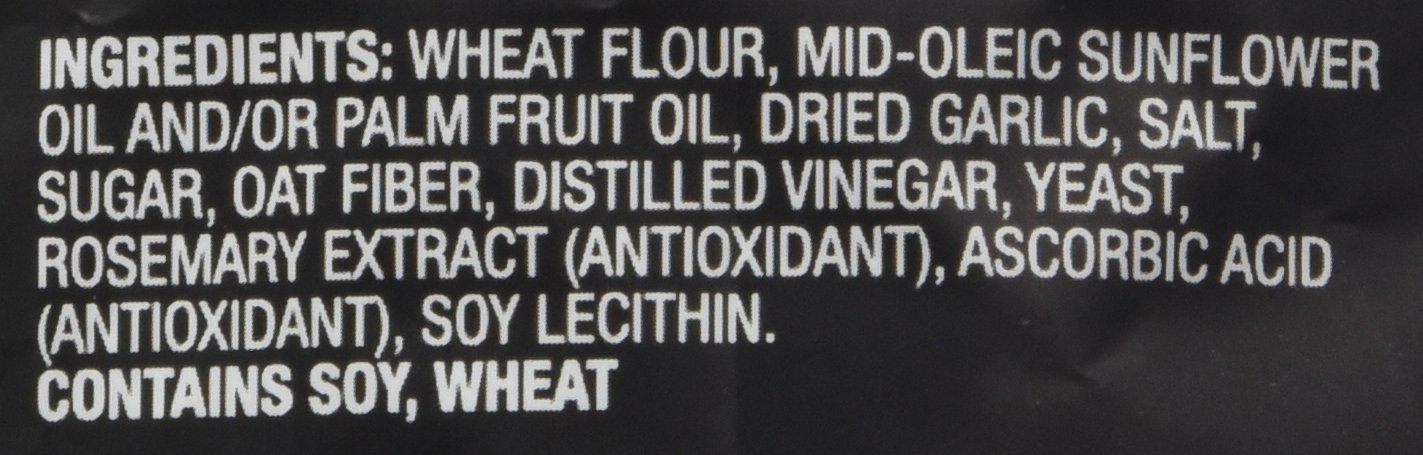 INGREDIENTS: WHEAT FLOUR, MID-OLEIC SUNFLOWER
OIL AND/OR PALM FRUIT OIL, DRIED GARLIC, SALT,
SUGAR, OAT FIBER, DISTILLED VINEGAR, YEAST,
ROSEMARY EXTRACT (ANTIOXIDANT), ASCORBIC ACID
(ANTIOXIDANT), SOY LECITHIN.
CONTAINS SOY, WHEAT